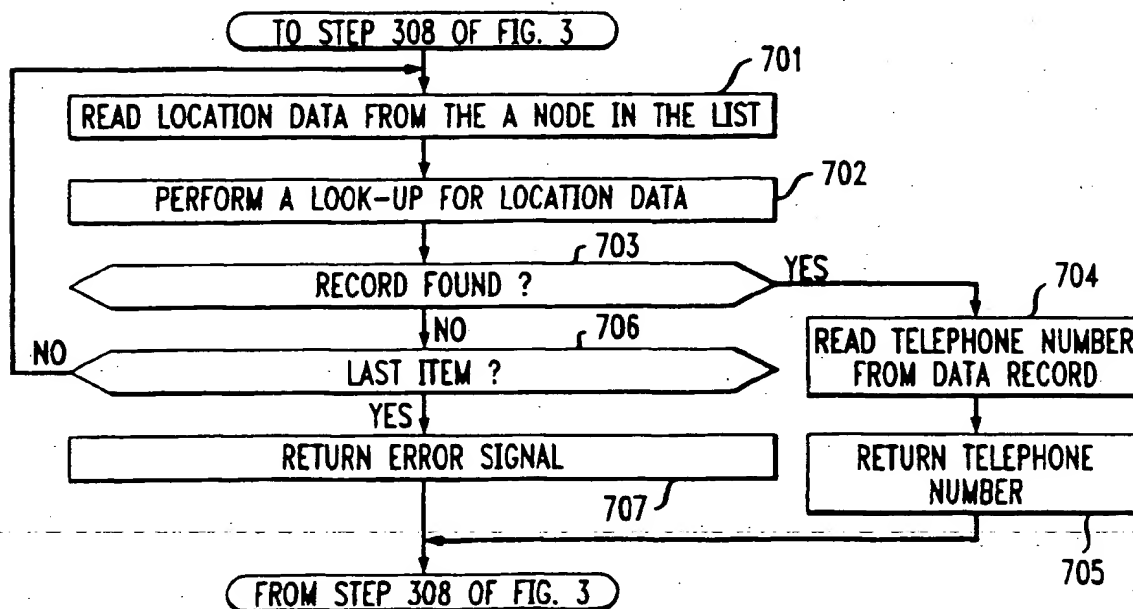 TO STEP 308 OF FIG. 3
701
READ LOCATION DATA FROM THE A NODE IN THE LIST
702
PERFORM A LOOK-UP FOR LOCATION DATA
703
RECORD FOUND ?
YES
704
NO
706
READ TELEPHONE NUMBER
FROM DATA RECORD
NO
LAST ITEM ?
YES
RETURN ERROR SIGNAL
707
RETURN TELEPHONE
NUMBER
705
FROM STEP 308 OF FIG. 3